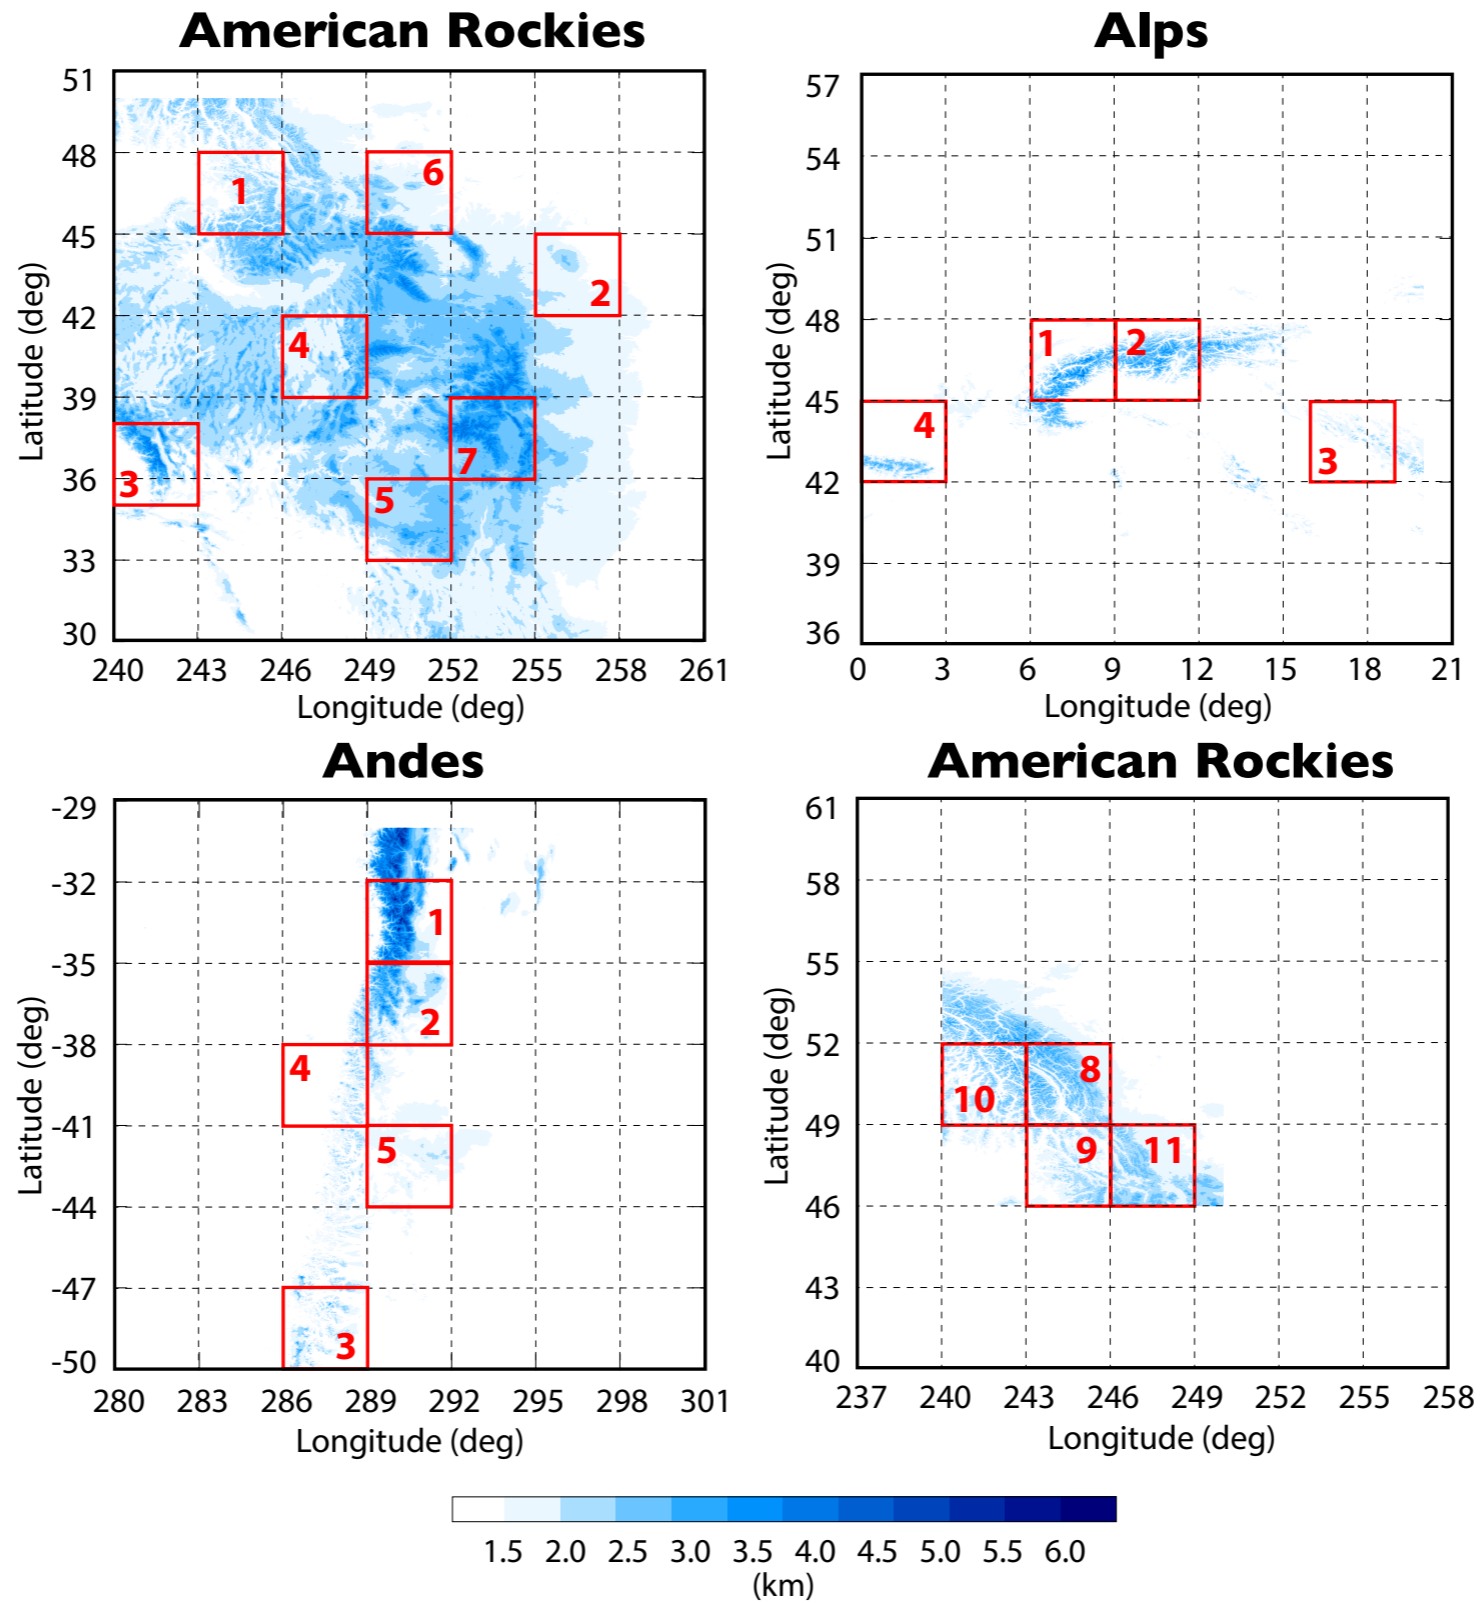 American Rockies
Alps
51
48
45
42
39
36
33
30
Latitude (deg)
1
6
2
4
3
7
5
240 243 246 249 252 255 258 261
Longitude (deg)
57
54
51
48
45
42
39
36
Latitude (deg)
1
2
4
3
0 3 6 9 12 15 18 21
Longitude (deg)
Andes
American Rockies
-29
-32
-35
-38
-41
-44
-47
-50
Latitude (deg)
1
2
4
5
3
280 283 286 289 292 295 298 301
Longitude (deg)
61
58
55
52
49
46
43
40
Latitude (deg)
8
10
9
11
237 240 243 246 249 252 255 258
Longitude (deg)
1.5 2.0 2.5 3.0 3.5 4.0 4.5 5.0 5.5 6.0
(km)